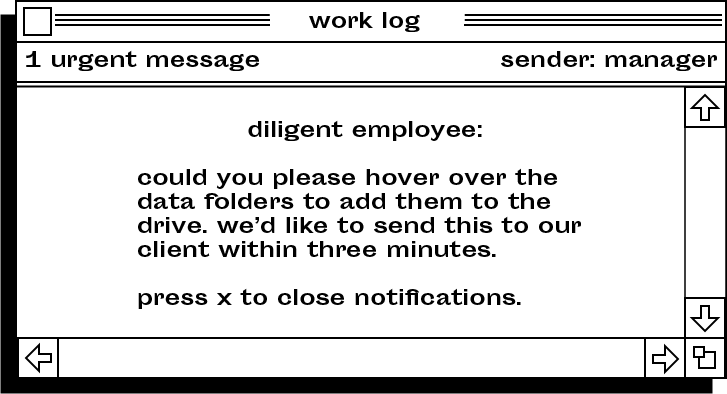 work log
1 urgent message
sender: manager
diligent employee:
could you please hover over the
data folders to add them to the
drive. we’d like to send this to our
client within three minutes.
press x to close notifications.